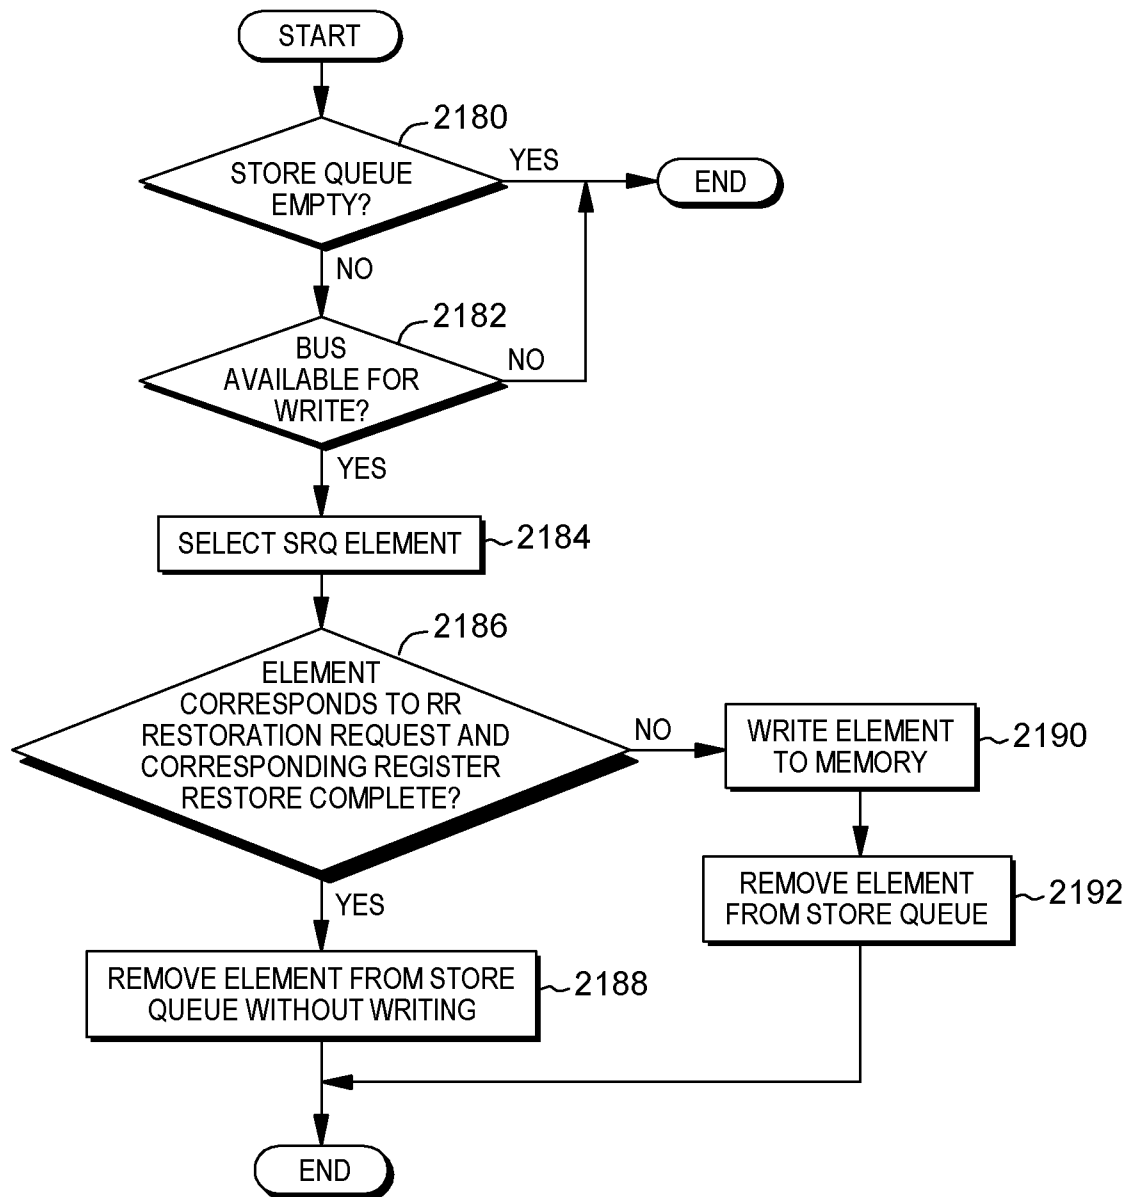 START
2180
STORE QUEUE
EMPTY?
YES
END
NO
2182
BUS
AVAILABLE FOR
WRITE?
NO
YES
SELECT SRQ ELEMENT
2184
2186
ELEMENT
CORRESPONDS TO RR
RESTORATION REQUEST AND
CORRESPONDING REGISTER
RESTORE COMPLETE?
NO
WRITE ELEMENT
TO MEMORY
2190
REMOVE ELEMENT
FROM STORE QUEUE
2192
YES
REMOVE ELEMENT FROM STORE
QUEUE WITHOUT WRITING
2188
END